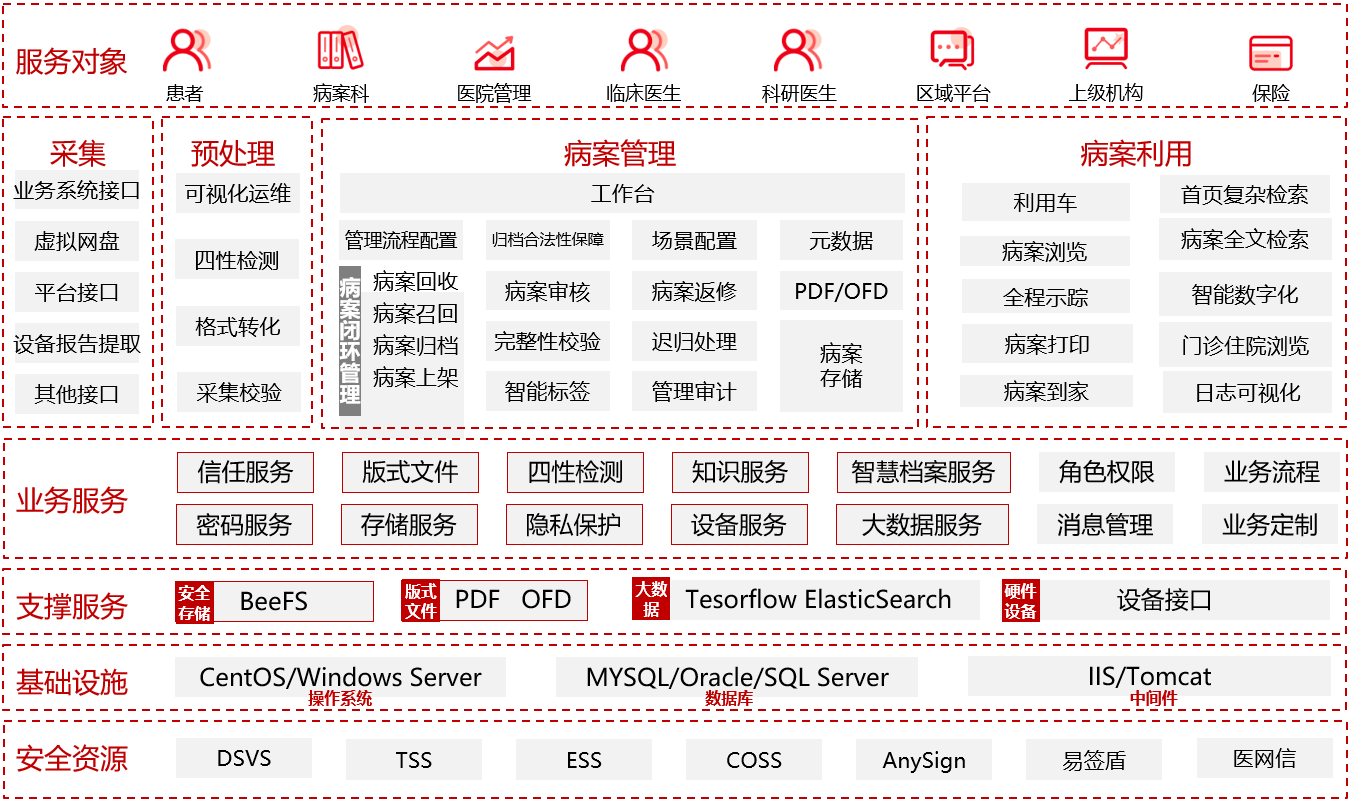 服务对象
患者
病案科
医院管理
临床医生
科研医生
区域平台
上级机构
保险
采集
业务系统接口
虚拟网盘
平台接口
设备报告提取
其他接口
预处理
可视化运维
四性检测
格式转化
采集校验
病案管理
工作台
管理流程配置
归档合法性保障
场景配置
元数据
病案闭环管理
病案回收
病案召回
病案归档
病案上架
病案审核
完整性校验
智能标签
病案返修
迟归处理
管理审计
PDF/OFD
病案
存储
病案利用
利用车
病案浏览
全程示踪
病案打印
病案到家
首页复杂检索
病案全文检索
智能数字化
门诊住院浏览
日志可视化
业务服务
信任服务
版式文件
四性检测
知识服务
智慧档案服务
角色权限
业务流程
密码服务
存储服务
隐私保护
设备服务
大数据服务
消息管理
业务定制
支撑服务
安全
存储
BeeFS
版式
文件
PDF OFD
大数
据
Tesorflow ElasticSearch
硬件
设备
设备接口
基础设施
CentOS/Windows Server
操作系统
MYSQL/Oracle/SQL Server
数据库
IIS/Tomcat
中间件
安全资源
DSVS
TSS
ESS
COSS
AnySign
易签盾
医网信